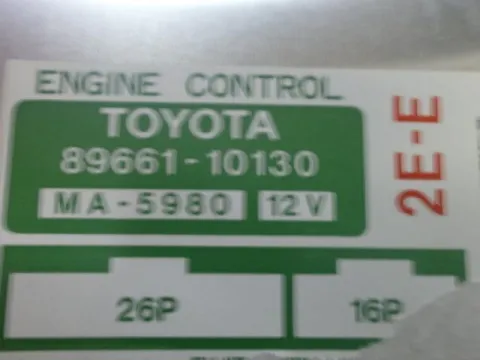 ENGINE CONTROL
TOYOTA
89661-10130
MA-5980 12V
2E-E
26P 16P